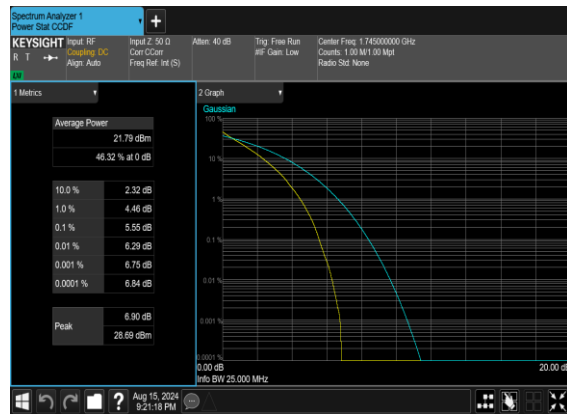 Spectrum Analyzer 1
Power Stat CCDF
+
KEYSIGHT Input: RF Input Z: 50 Ω Atten: 40 dB Trig: Free Run Center Freq: 1.745000000 GHz
R T Coupling: DC Corr CCorr #IF Gain: Low Counts: 1.00 M/1.00 Mpt
Align: Auto Freq Ref: Int (S) Radio Std: None
LW
1 Metrics
Average Power
21.79 dBm
46.32 % at 0 dB
10.0 % 2.32 dB
1.0 % 4.46 dB
0.1 % 5.55 dB
0.01 % 6.29 dB
0.001 % 6.75 dB
0.0001 % 6.84 dB
Peak 6.90 dB
28.69 dBm
2 Graph
Gaussian
100 %
10 %
1 %
0.1 %
0.01 %
0.001 %
0.0001 %
0.00 dB 20.00 dB
Info BW 25.000 MHz
? Aug 15, 2024
9:21:18 PM